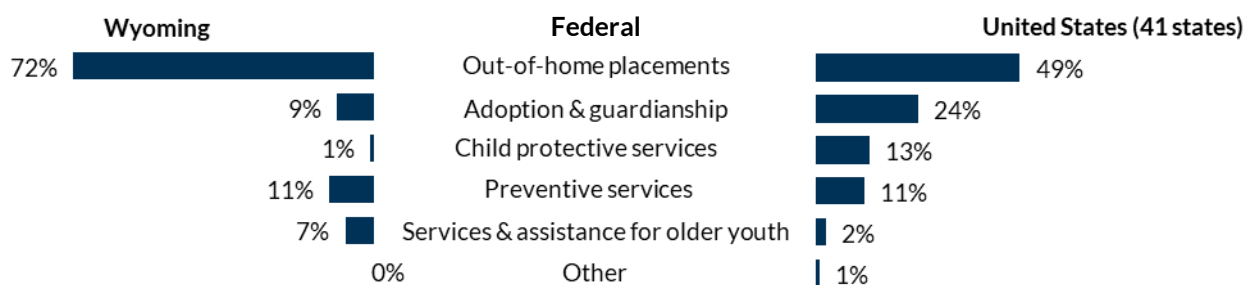 Wyoming Federal United States (41 states)
72% Out-of-home placements 49%
9% Adoption & guardianship 24%
1% Child protective services 13%
11% Preventive services 11%
7% Services & assistance for older youth 2%
0% Other 1%